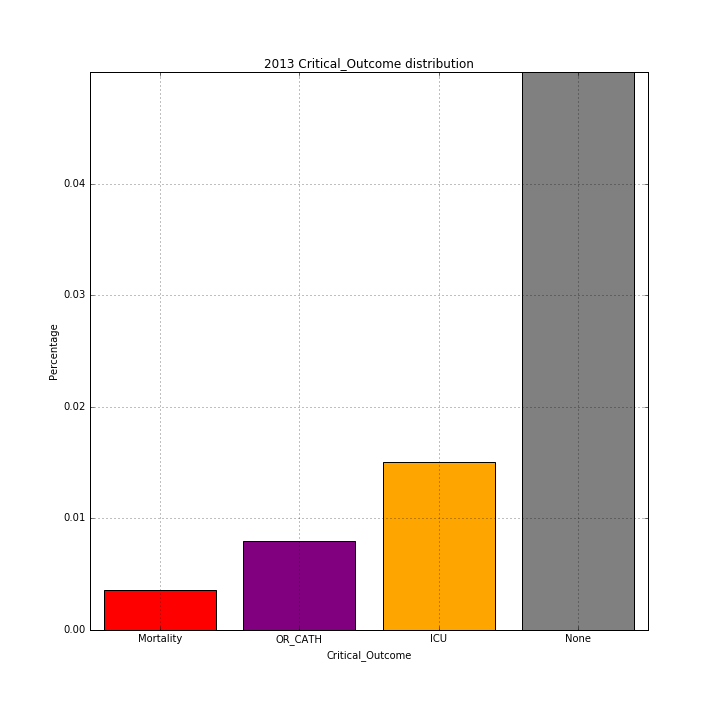 2013 Critical_Outcome distribution
0.04
0.03
0.02
0.01
0.00
Percentage
Mortality OR_CATH ICU None
Critical_Outcome